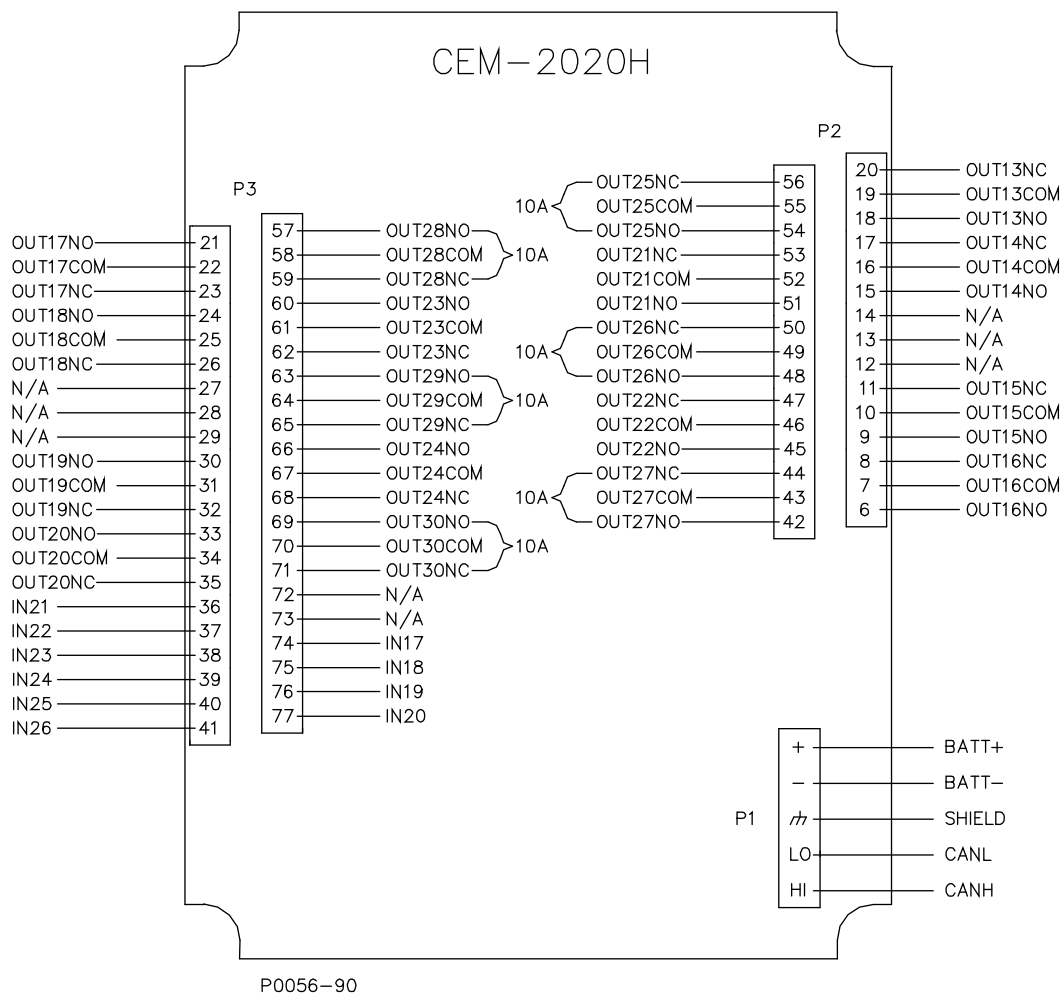 CEM-2020H
P3
OUT17NO 21
OUT17COM 22
OUT17NC 23
OUT18NO 24
OUT18COM 25
OUT18NC 26
N/A 27
N/A 28
N/A 29
OUT19NO 30
OUT19COM 31
OUT19NC 32
OUT20NO 33
OUT20COM 34
OUT20NC 35
IN21 36
IN22 37
IN23 38
IN24 39
IN25 40
IN26 41
57 OUT28NO
58 OUT28COM 10A
59 OUT28NC
60 OUT23NO
61 OUT23COM
62 OUT23NC
63 OUT29NO
64 OUT29COM 10A
65 OUT29NC
66 OUT24NO
67 OUT24COM
68 OUT24NC
69 OUT30NO
70 OUT30COM 10A
71 OUT30NC
72 N/A
73 N/A
74 IN17
75 IN18
76 IN19
77 IN20
P2
OUT25NC 56
10A OUT25COM 55
OUT25NO 54
OUT21NC 53
OUT21COM 52
OUT21NO 51
OUT26NC 50
10A OUT26COM 49
OUT26NO 48
OUT22NC 47
OUT22COM 46
OUT22NO 45
OUT27NC 44
10A OUT27COM 43
OUT27NO 42
20 OUT13NC
19 OUT13COM
18 OUT13NO
17 OUT14NC
16 OUT14COM
15 OUT14NO
14 N/A
13 N/A
12 N/A
11 OUT15NC
10 OUT15COM
9 OUT15NO
8 OUT16NC
7 OUT16COM
6 OUT16NO
P1
+ BATT+
- BATT-
SHIELD
LO CANL
HI CANH
P0056-90